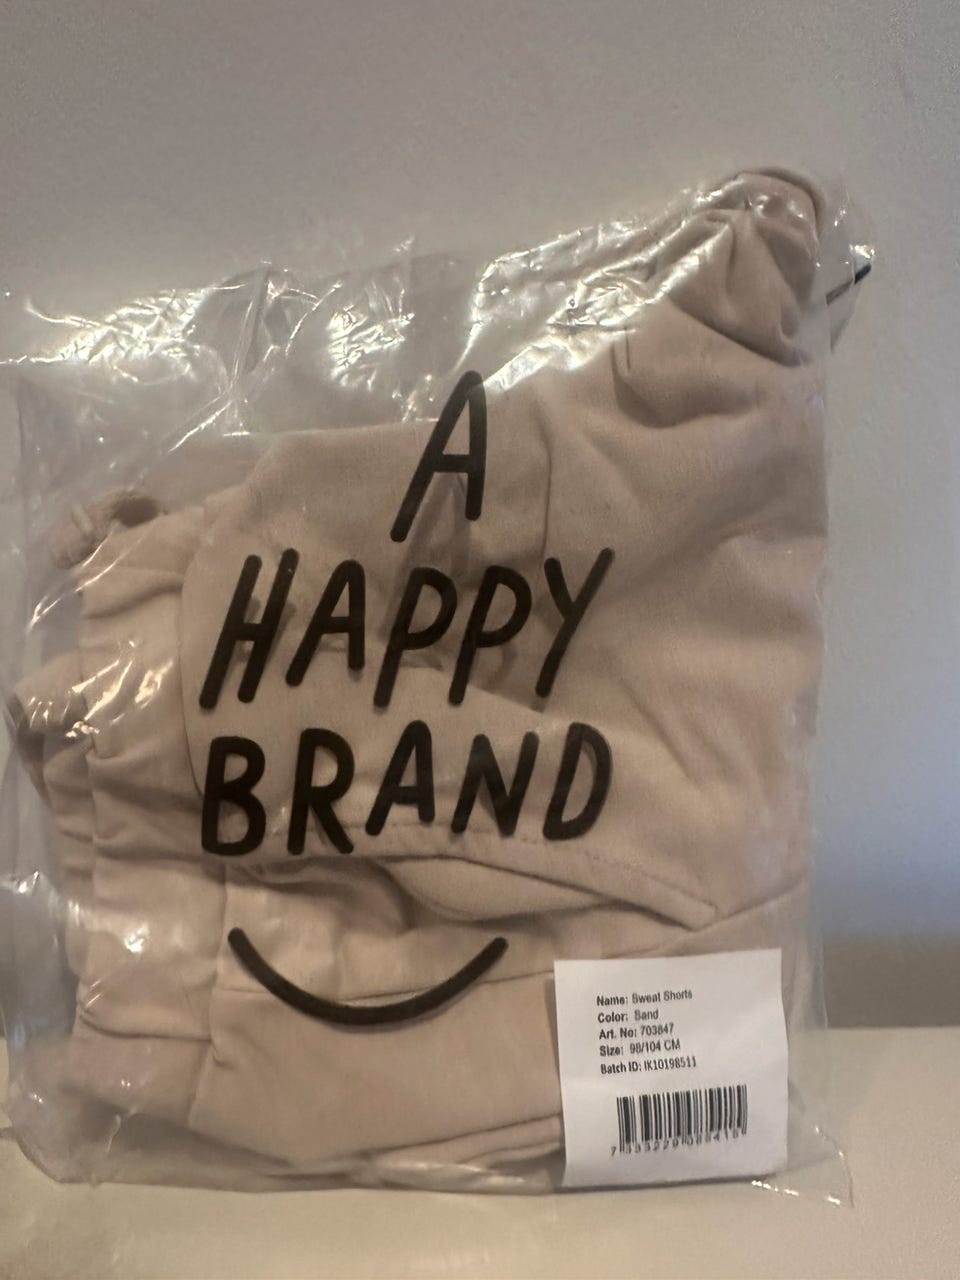 A
HAPPY
BRAND
Name: Sweat Shorts
Color: Sand
Art. No: 703847
Size: 98/104 CM
Batch ID: IK10198511